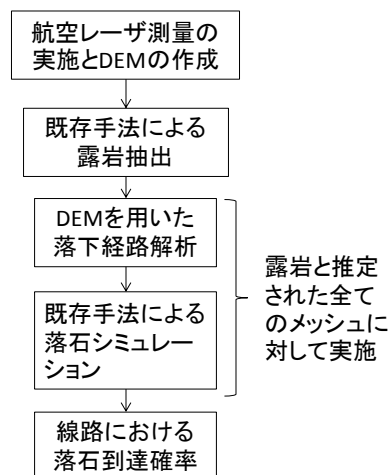 航空レーザ測量の
実施とDEMの作成
既存手法による
露岩抽出
DEMを用いた
落下経路解析
既存手法による
落石シミュレー
ション
露岩と推定
された全て
のメッシュに
対して実施
線路における
落石到達確率